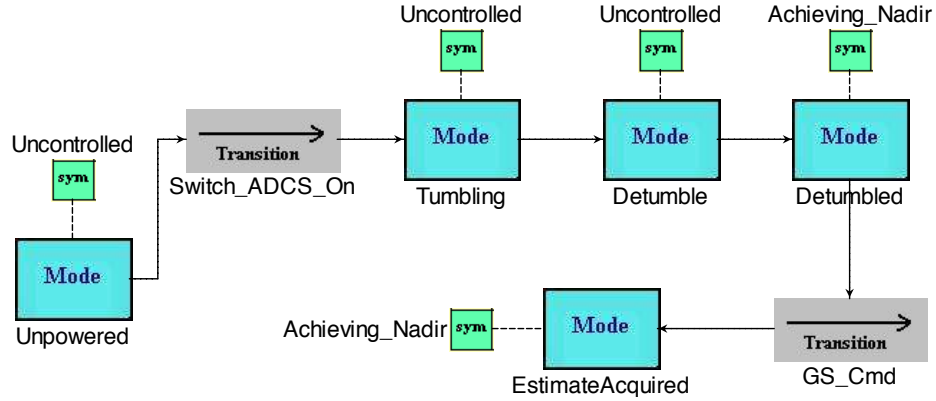 Uncontrolled
Uncontrolled
Achieving_Nadir
sym
sym
sym
Uncontrolled
sym
Transition
Switch_ADCS_On
Mode
Tumbling
Mode
Detumble
Mode
Detumbled
Mode
Unpowered
Achieving_Nadir
sym
Mode
EstimateAcquired
Transition
GS_Cmd